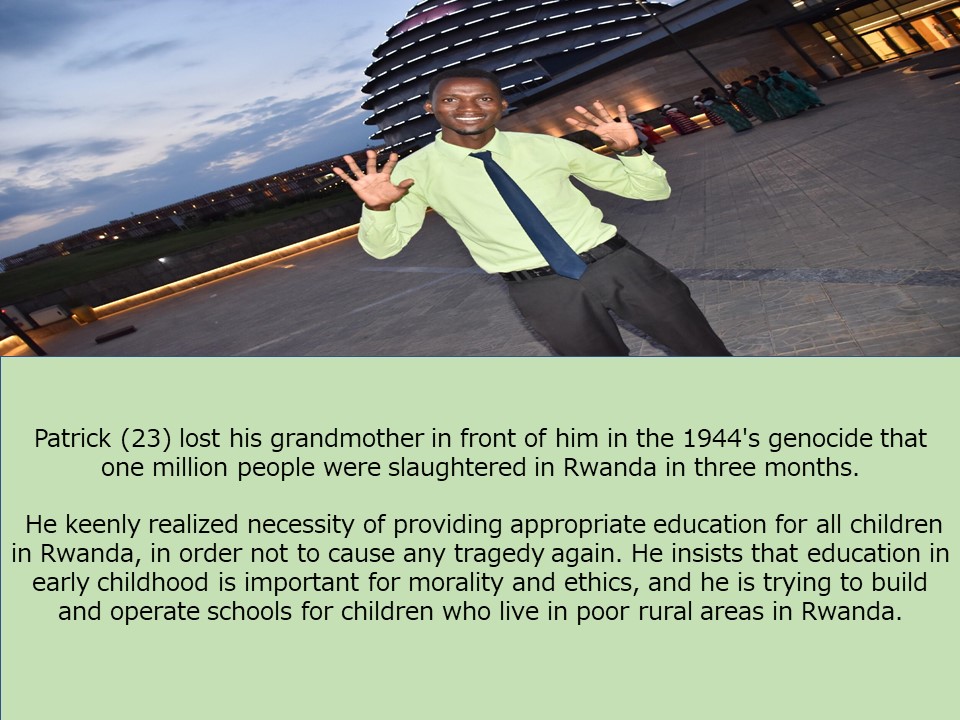 Patrick (23) lost his grandmother in front of him in the 1944's genocide that
one million people were slaughtered in Rwanda in three months.
He keenly realized necessity of providing appropriate education for all children
in Rwanda, in order not to cause any tragedy again. He insists that education in
early childhood is important for morality and ethics, and he is trying to build
and operate schools for children who live in poor rural areas in Rwanda.